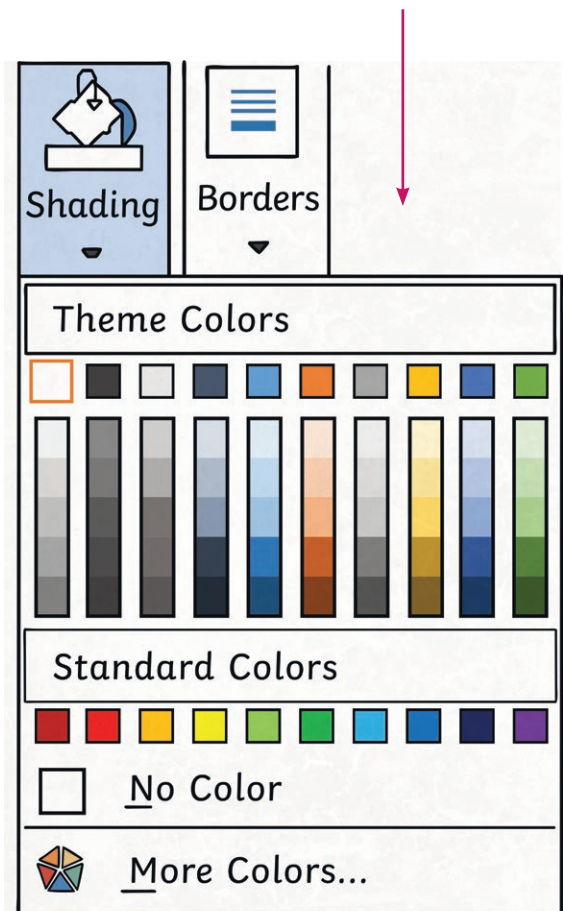 Shading Borders
Theme Colors
Standard Colors
No Color
More Colors...